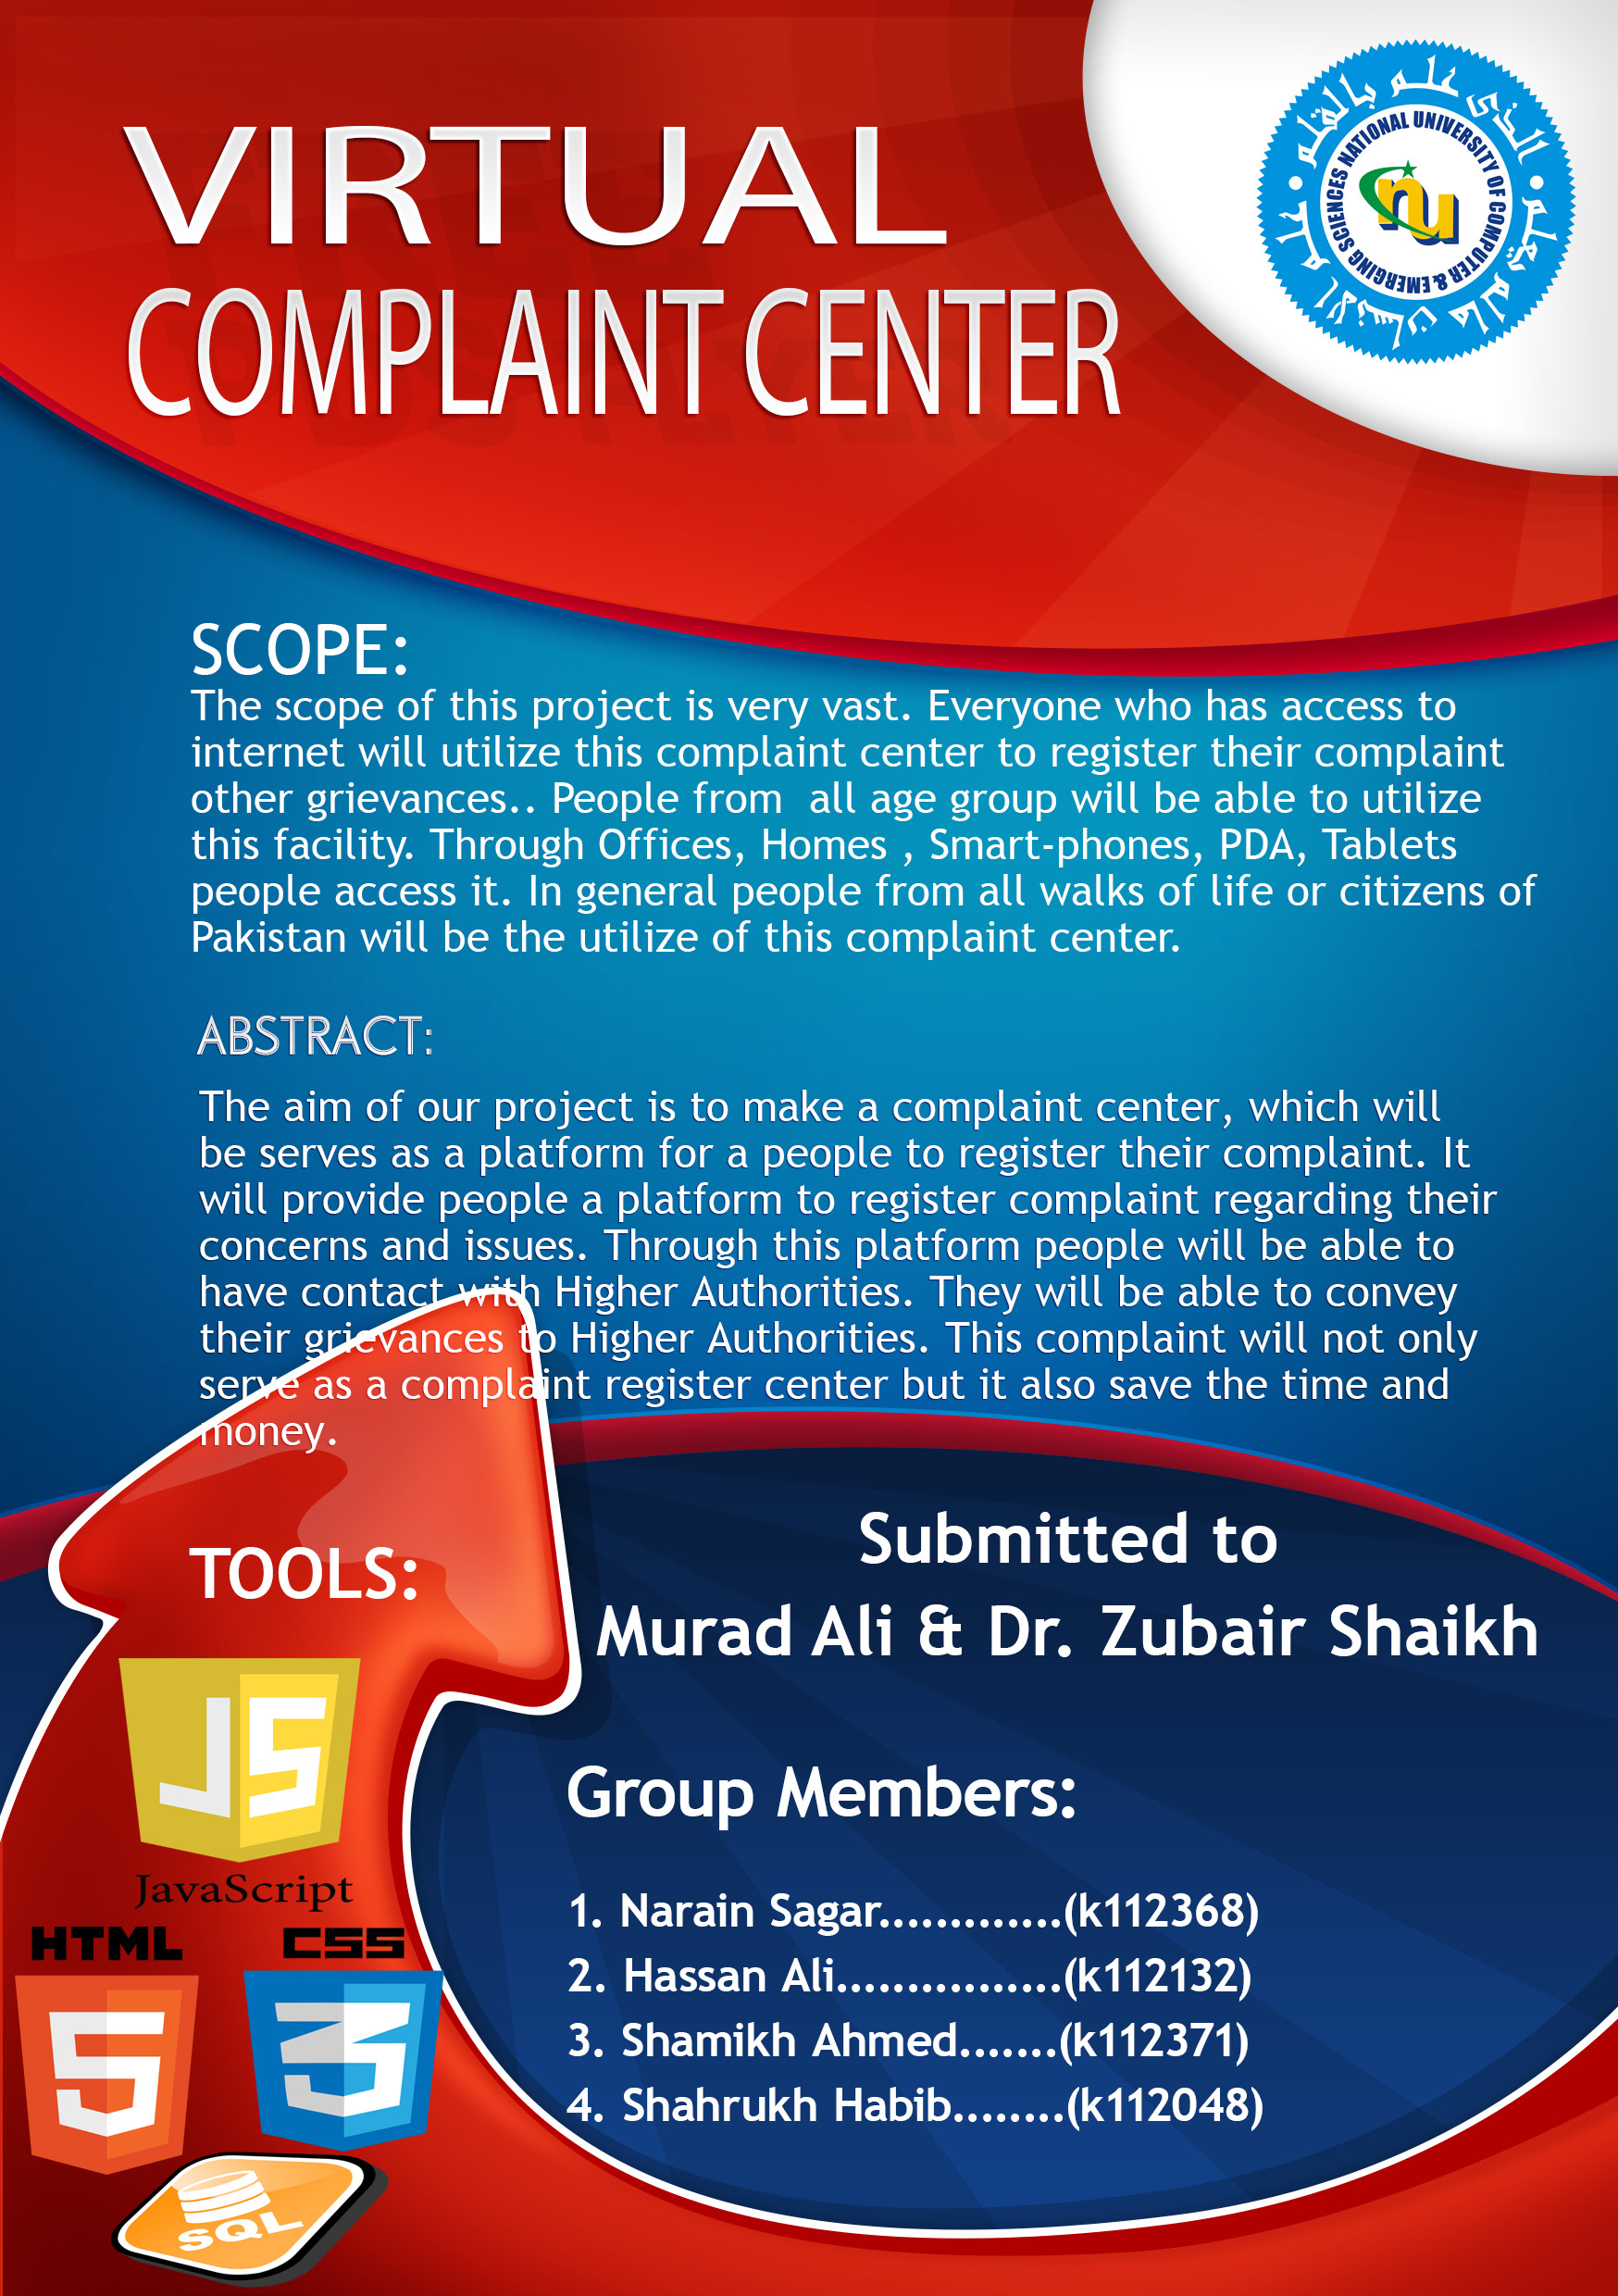 VIRTUAL
COMPLAINT CENTER
NATIONAL UNIVERSITY OF COMPUTER & EMERGING SCIENCES
nu
الذی علم بالقلم
علم الانسان مالم يعلم
SCOPE:
The scope of this project is very vast. Everyone who has access to
internet will utilize this complaint center to register their complaint
other grievances.. People from  all age group will be able to utilize
this facility. Through Offices, Homes , Smart-phones, PDA, Tablets
people access it. In general people from all walks of life or citizens of
Pakistan will be the utilize of this complaint center.
ABSTRACT:
The aim of our project is to make a complaint center, which will
be serves as a platform for a people to register their complaint. It
will provide people a platform to register complaint regarding their
concerns and issues. Through this platform people will be able to
have contact with Higher Authorities. They will be able to convey
their grievances to Higher Authorities. This complaint will not only
serve as a complaint register center but it also save the time and
money.
TOOLS:
JS
JavaScript
HTML
5
CSS
3
SQL
Submitted to
Murad Ali & Dr. Zubair Shaikh
Group Members:
1. Narain Sagar.............(k112368)
2. Hassan Ali................(k112132)
3. Shamikh Ahmed.......(k112371)
4. Shahrukh Habib........(k112048)